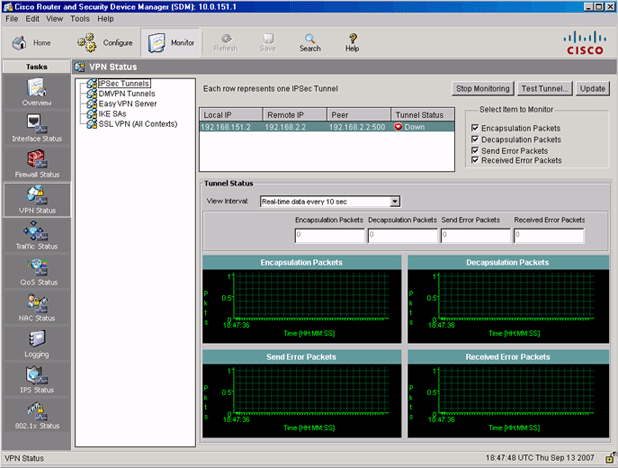 Cisco Router and Security Device Manager (SDM): 10.0.151.1
File Edit View Tools Help
Home Configure Monitor Refresh Save Search Help
CISCO
Tasks
VPN Status
Overview
Interface Status
Firewall Status
VPN Status
Traffic Status
QoS Status
NAC Status
Logging
IPS Status
802.1x Status
IPSec Tunnels
DMVPN Tunnels
Easy VPN Server
IKE SAs
SSL VPN (All Contexts)
Each row represents one IPSec Tunnel
Stop Monitoring Test Tunnel... Update
Local IP Remote IP Peer Tunnel Status
192.168.151.2 192.168.2.2 192.168.2.2:500 Down
Select Item to Monitor
Encapsulation Packets
Decapsulation Packets
Send Error Packets
Received Error Packets
Tunnel Status
View Interval: Real-time data every 10 sec
Encapsulation Packets Decapsulation Packets Send Error Packets Received Error Packets
0 0 0 0
Encapsulation Packets
1
0.5
0
Pkts
18:47:36
Time [HH:MM:SS]
Decapsulation Packets
1
0.5
0
Pkts
18:47:36
Time [HH:MM:SS]
Send Error Packets
1
0.5
0
Pkts
18:47:36
Time [HH:MM:SS]
Received Error Packets
1
0.5
0
Pkts
18:47:36
Time [HH:MM:SS]
VPN Status
18:47:48 UTC Thu Sep 13 2007